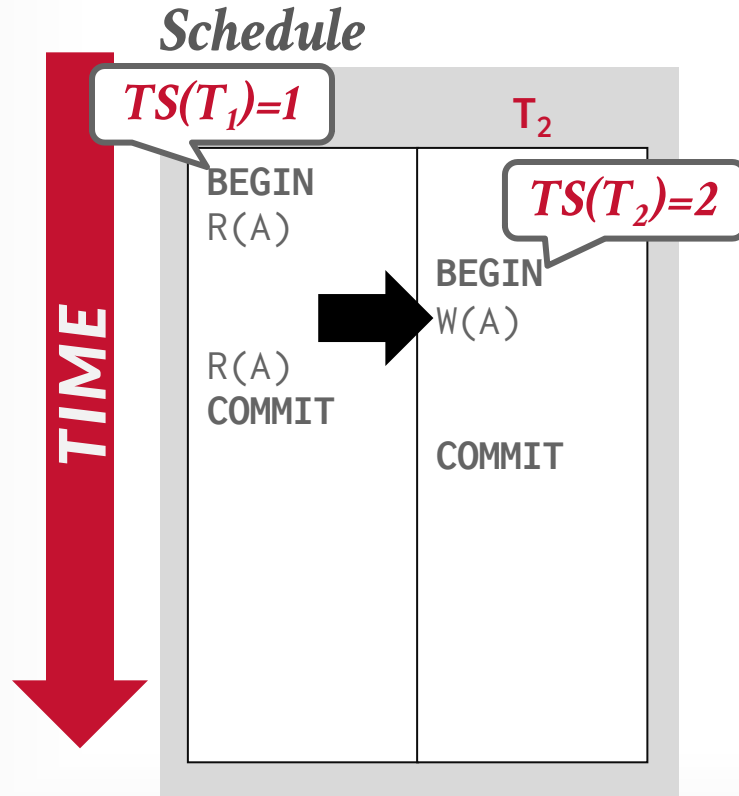 Schedule
TS(T₁)=1
T₂
BEGIN
TS(T₂)=2
R(A)
BEGIN
W(A)
R(A)
COMMIT
COMMIT
TIME